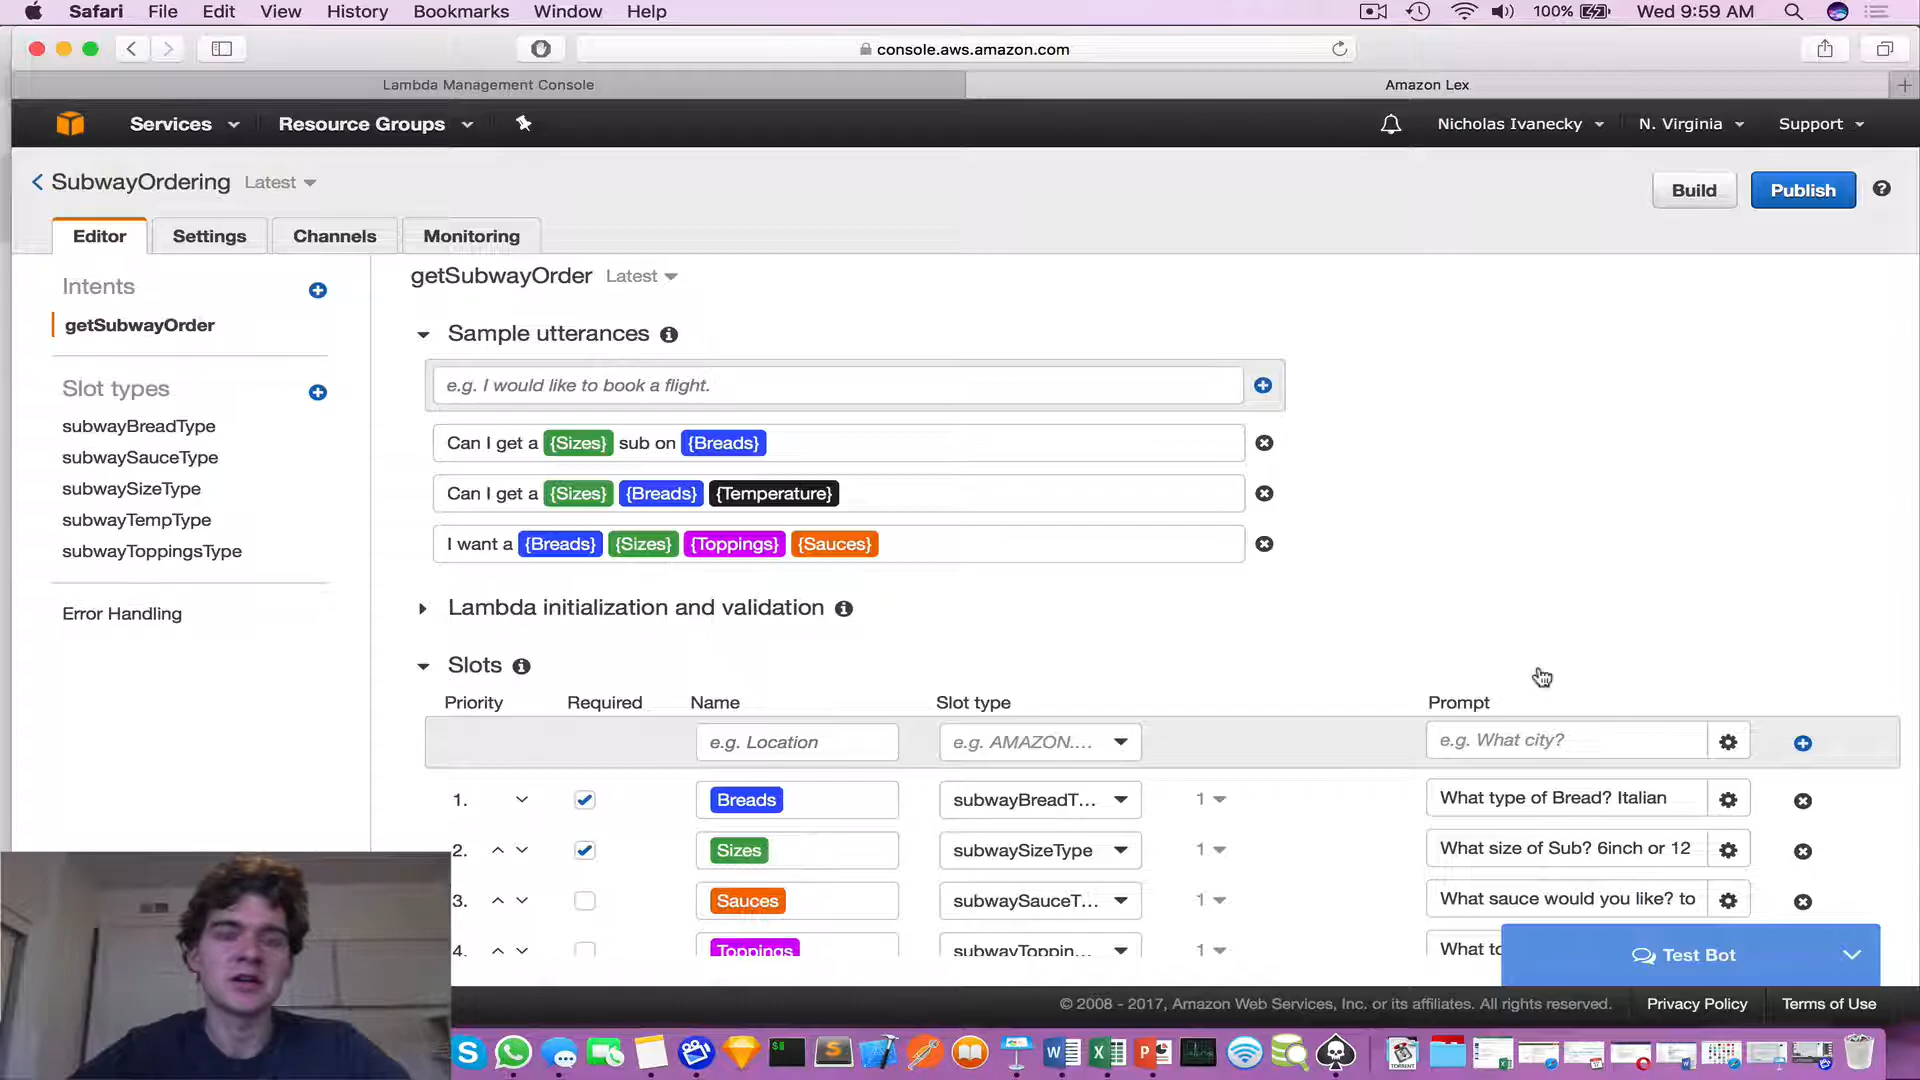 Safari File Edit View History Bookmarks Window Help 100% Wed 9:59 AM
console.aws.amazon.com
Lambda Management Console Amazon Lex
Services Resource Groups Nicholas Ivanecky N. Virginia Support
SubwayOrdering Latest Build Publish
Editor Settings Channels Monitoring
Intents
getSubwayOrder
Slot types
subwayBreadType
subwaySauceType
subwaySizeType
subwayTempType
subwayToppingsType
Error Handling
getSubwayOrder Latest
Sample utterances
e.g. I would like to book a flight.
Can I get a {Sizes} sub on {Breads}
Can I get a {Sizes} {Breads} {Temperature}
I want a {Breads} {Sizes} {Toppings} {Sauces}
Lambda initialization and validation
Slots
Priority Required Name Slot type Prompt
e.g. Location e.g. AMAZON.... e.g. What city?
1. Breads subwayBreadT... 1 What type of Bread? Italian
2. Sizes subwaySizeType 1 What size of Sub? 6inch or 12
3. Sauces subwaySauceT... 1 What sauce would you like? to
4. Toppings subwayToppin... 1 What to
Test Bot
© 2008 - 2017, Amazon Web Services, Inc. or its affiliates. All rights reserved. Privacy Policy Terms of Use